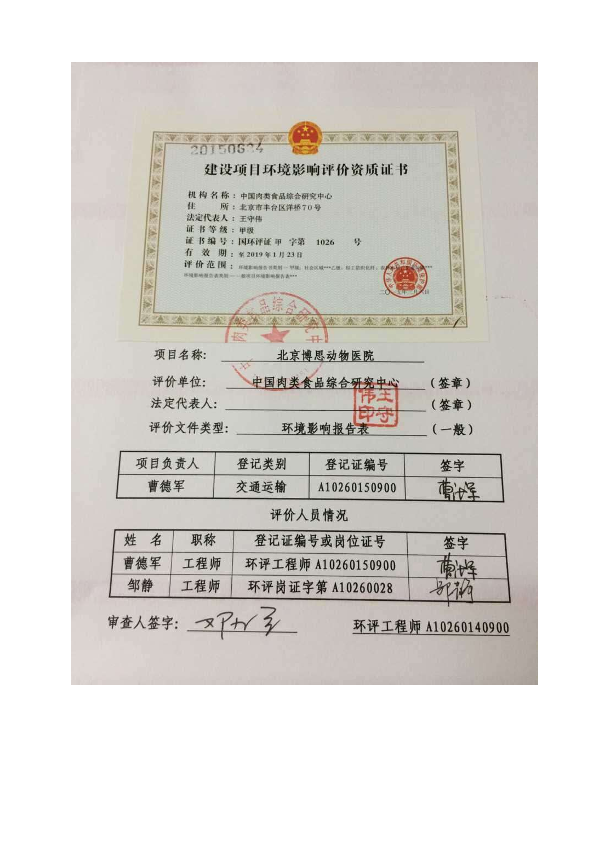 20150624
建设项目环境影响评价资质证书
机构名称：中国肉类食品综合研究中心
住 所：北京市丰台区洋桥70号
法定代表人：王守伟
证书等级：甲级
证书编号：国环评证 甲 字第 1026 号
有效期：至2019年1月23日
评价范围：
项目名称： 北京博思动物医院
评价单位： 中国肉类食品综合研究中心 （签章）
法定代表人： （签章）
王守伟印
评价文件类型： 环境影响报告表 （一般）
项目负责人 登记类别 登记证编号 签字
曹德军 交通运输 A10260150900
评价人员情况
姓 名 职称 登记证编号或岗位证号 签字
曹德军 工程师 环评工程师 A10260150900
邹静 工程师 环评岗证字第 A10260028 邹静
审查人签字： 环评工程师 A10260140900